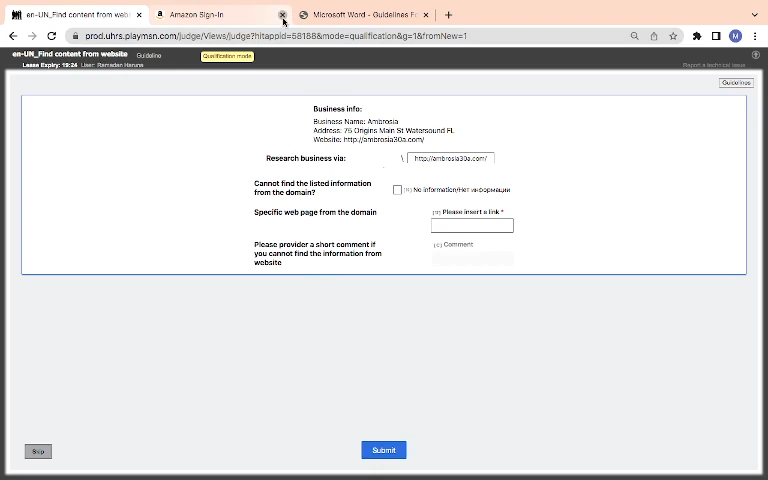 en-UN_Find content from webs
Amazon Sign-In
Microsoft Word - Guidelines Fo
prod.uhrs.playmsn.com/judge/Views/judge?hitappid=58188&mode=qualification&g=1&fromNew=1
M
en-UN_Find content from website
Guideline
Qualification mode
Lease Expiry: 19:24 User: Ramadan Haruna
Report a technical issue
Guidelines
Business info:
Business Name: Ambrosia
Address: 75 Origins Main St Watersound FL
Website: http://ambrosia30a.com/
Research business via:
\ http://ambrosia30a.com/
Cannot find the listed information
from the domain?
No information/Нет информации
Specific web page from the domain
Please insert a link *
Please provider a short comment if
you cannot find the information from
website
[c] Comment
Skip
Submit